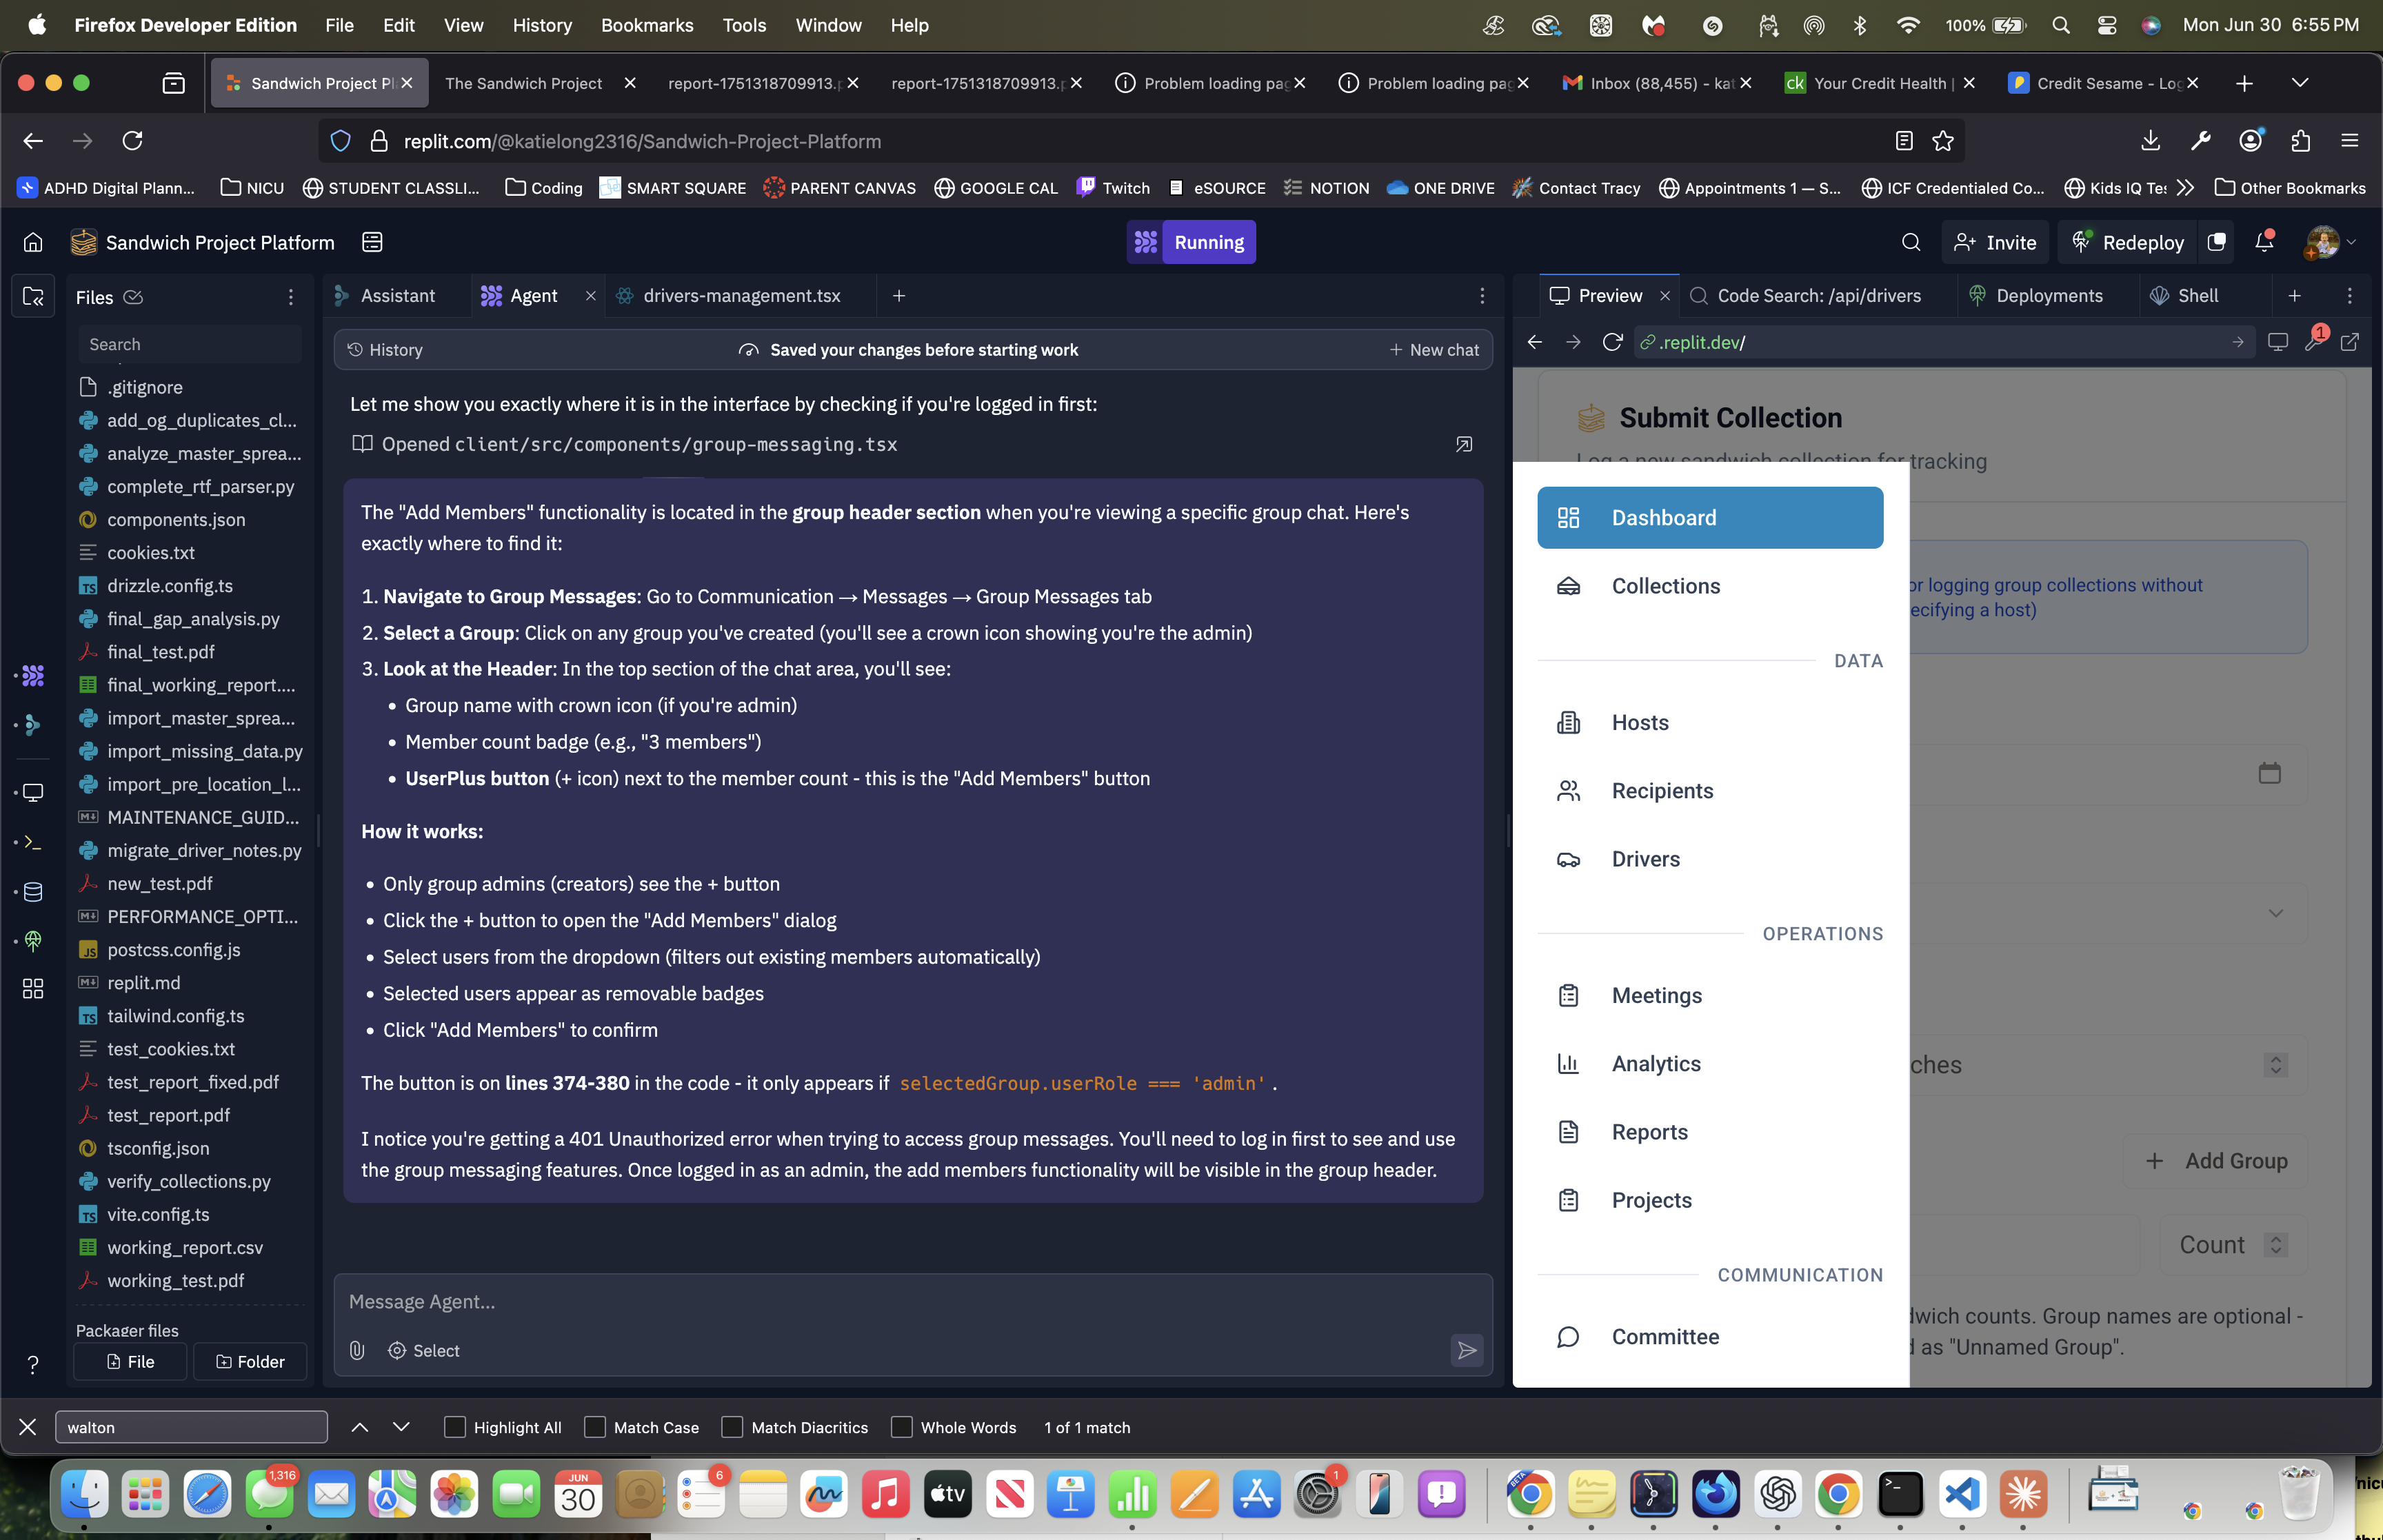 Firefox Developer Edition File Edit View History Bookmarks Tools Window Help 100% Mon Jun 30 6:55 PM
Sandwich Project Pl The Sandwich Project report-1751318709913.p report-1751318709913.p Problem loading pag Problem loading pag Inbox (88,455) - kat Your Credit Health | Credit Sesame - Log
replit.com/@katielong2316/Sandwich-Project-Platform
ADHD Digital Plann... NICU STUDENT CLASSLI... Coding SMART SQUARE PARENT CANVAS GOOGLE CAL Twitch eSOURCE NOTION ONE DRIVE Contact Tracy Appointments 1 — S... ICF Credentialed Co... Kids IQ Tes Other Bookmarks
Sandwich Project Platform Running Invite Redeploy
Files
Search
.gitignore
add_og_duplicates_cl...
analyze_master_sprea...
complete_rtf_parser.py
components.json
cookies.txt
drizzle.config.ts
final_gap_analysis.py
final_test.pdf
final_working_report....
import_master_sprea...
import_missing_data.py
import_pre_location_l...
MAINTENANCE_GUID...
migrate_driver_notes.py
new_test.pdf
PERFORMANCE_OPTI...
postcss.config.js
replit.md
tailwind.config.ts
test_cookies.txt
test_report_fixed.pdf
test_report.pdf
tsconfig.json
verify_collections.py
vite.config.ts
working_report.csv
working_test.pdf
Packager files
File Folder
Assistant Agent drivers-management.tsx
History Saved your changes before starting work New chat
Let me show you exactly where it is in the interface by checking if you're logged in first:
Opened client/src/components/group-messaging.tsx
The "Add Members" functionality is located in the group header section when you're viewing a specific group chat. Here's
exactly where to find it:
1. Navigate to Group Messages: Go to Communication → Messages → Group Messages tab
2. Select a Group: Click on any group you've created (you'll see a crown icon showing you're the admin)
3. Look at the Header: In the top section of the chat area, you'll see:
• Group name with crown icon (if you're admin)
• Member count badge (e.g., "3 members")
• UserPlus button (+ icon) next to the member count - this is the "Add Members" button
How it works:
• Only group admins (creators) see the + button
• Click the + button to open the "Add Members" dialog
• Select users from the dropdown (filters out existing members automatically)
• Selected users appear as removable badges
• Click "Add Members" to confirm
The button is on lines 374-380 in the code - it only appears if selectedGroup.userRole === 'admin' .
I notice you're getting a 401 Unauthorized error when trying to access group messages. You'll need to log in first to see and use
the group messaging features. Once logged in as an admin, the add members functionality will be visible in the group header.
Message Agent...
Select
Preview Code Search: /api/drivers Deployments Shell
.replit.dev/ 1
Submit Collection
Log a new sandwich collection for tracking
Dashboard
Collections
or logging group collections without
ecifying a host)
DATA
Hosts
Recipients
Drivers
OPERATIONS
Meetings
Analytics
ches
Reports
Add Group
Projects
Count
COMMUNICATION
dwich counts. Group names are optional -
d as "Unnamed Group".
Committee
walton Highlight All Match Case Match Diacritics Whole Words 1 of 1 match
1,316 JUN 30 6 tv 1 BETA